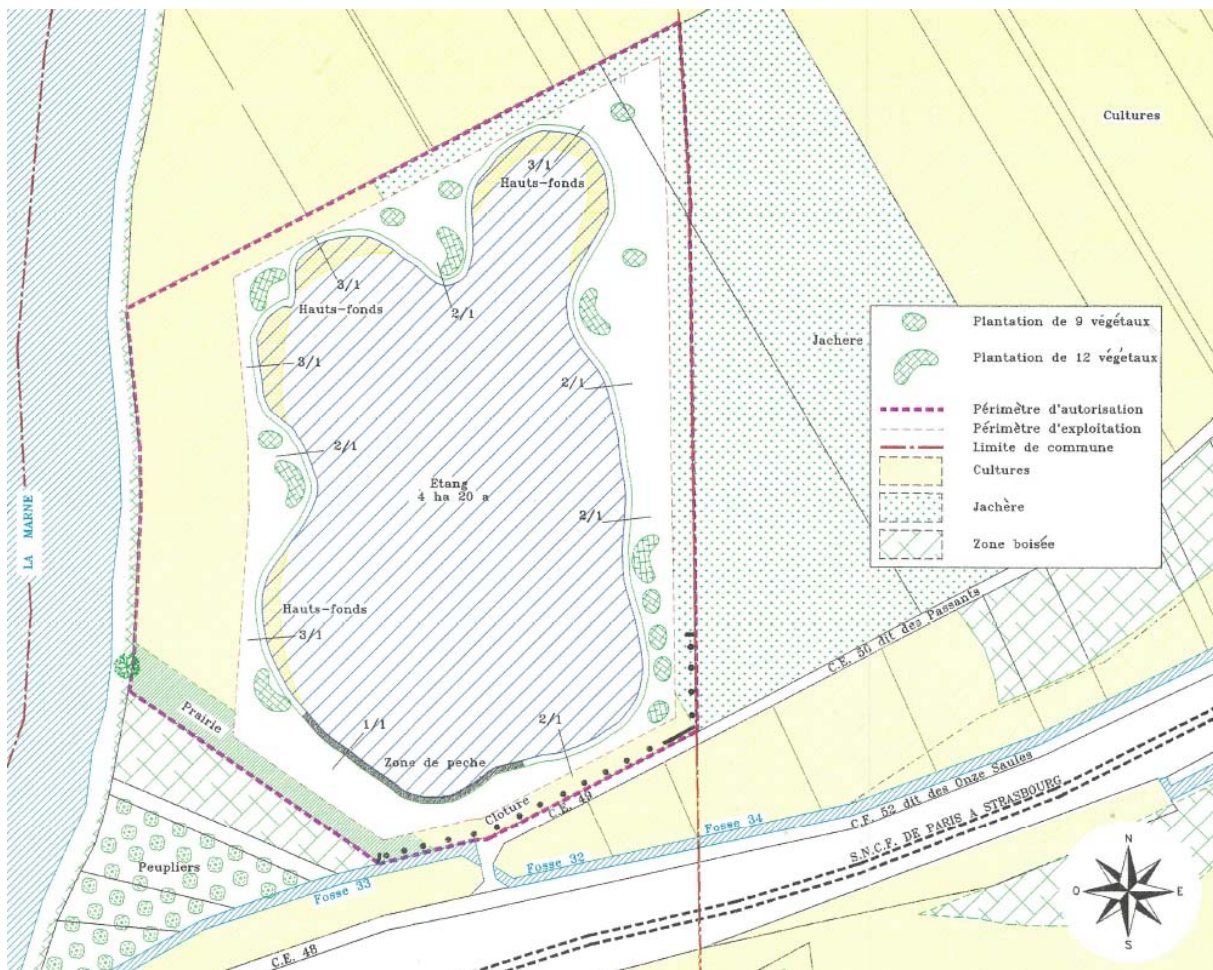 Cultures
3/1
Hauts-fonds
3/1
Hauts-fonds
2/1
3/1
2/1
2/1
Etang
4 ha 20 a
2/1
Hauts-fonds
3/1
Jachere
Plantation de 9 végétaux
Plantation de 12 végétaux
Périmètre d'autorisation
Périmètre d'exploitation
Limite de commune
Cultures
Jachère
Zone boisée
LA MARNE
Prairie
1/1
2/1
Zone de peche
Cloture
C.E. 49
C.E. 50 dit des Passants
C.E. 52 dit des Onze Saules
S.N.C.F. DE PARIS A STRASBOURG
Fosse 34
Fosse 32
Fosse 33
Peupliers
C.E. 48
N
O
E
S